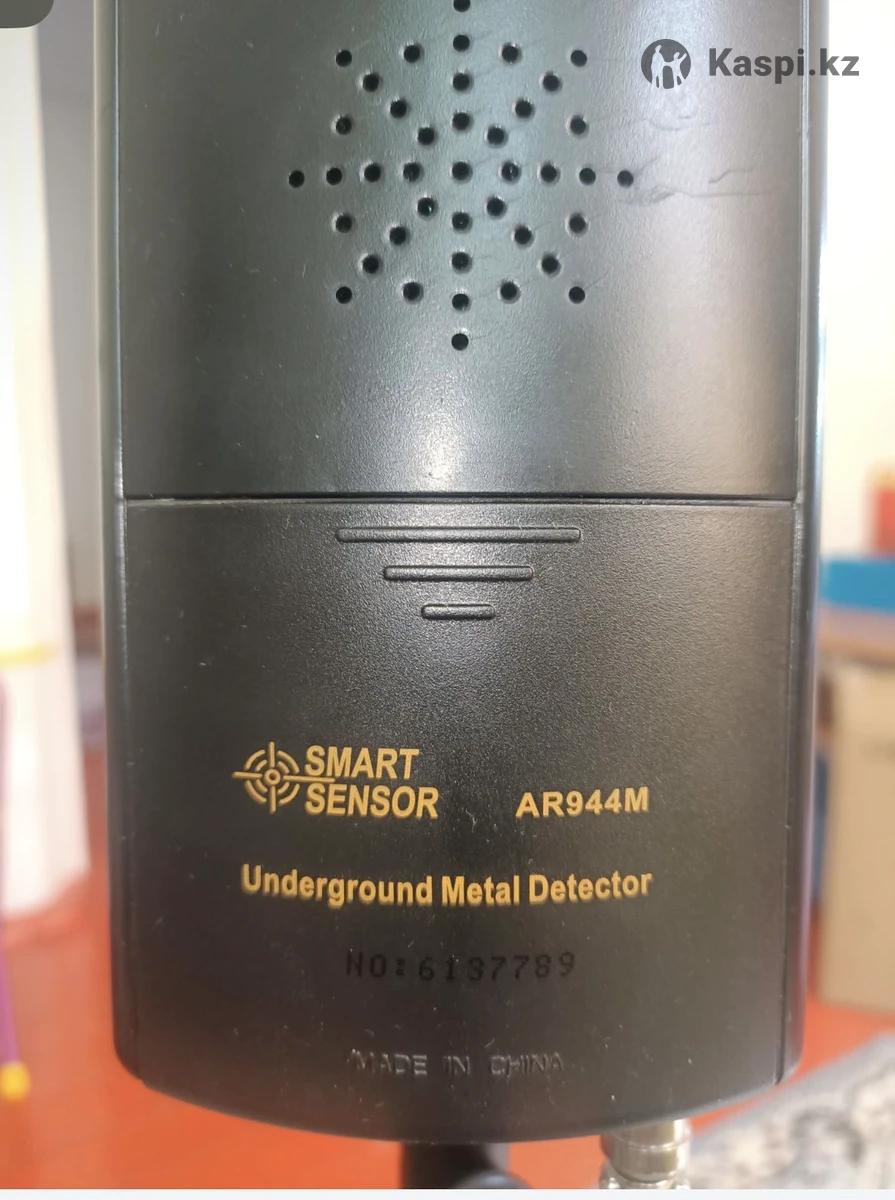 Kaspi.kz
SMART
SENSOR
AR944M
Underground Metal Detector
NO:6137789
MADE IN CHINA